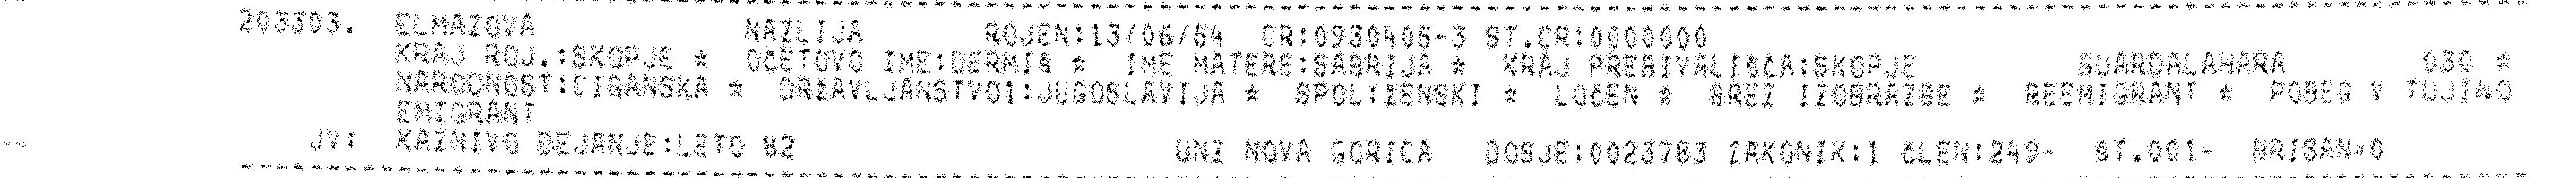 203303. ELMAZOVA NAZLIJA ROJEN:13/06/54 CR:0930405-3 ST.CR:0000000
KRAJ ROJ.:SKOPJE * OČETOVO IME:DERMIŠ * IME MATERE:SABRIJA * KRAJ PREBIVALIŠČA:SKOPJE GUARDALAHARA 030 *
NARODNOST:CIGANSKA * DRŽAVLJANSTVO1:JUGOSLAVIJA * SPOL:ŽENSKI * LOČEN * BREZ IZOBRAZBE * REEMIGRANT * POBEG V TUJINO
EMIGRANT
JV: KAZNIVO DEJANJE:LETO 82 UNZ NOVA GORICA DOSJE:0023783 ZAKONIK:1 ČLEN:249- ŠT.001- BRISAN=0